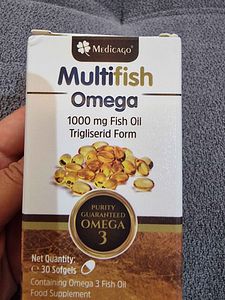 Medicago®
Multifish
Omega
1000 mg Fish Oil
Trigliserid Form
PURITY
GUARANTEED
OMEGA
3
Net Quantity:
℮ 30 Softgels
Containing Omega 3 Fish Oil
Food Supplement